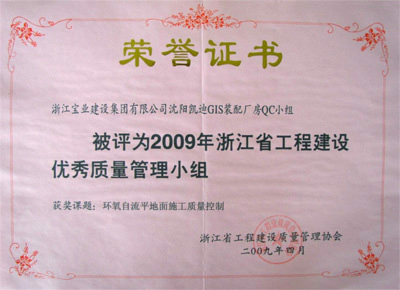 荣誉证书
浙江宝业建设集团有限公司沈阳凯迪GIS装配厂房QC小组
被评为2009年浙江省工程建设
优秀质量管理小组
获奖课题：环氧自流平地面施工质量控制
浙江省工程建设质量管理协会
二00九年四月